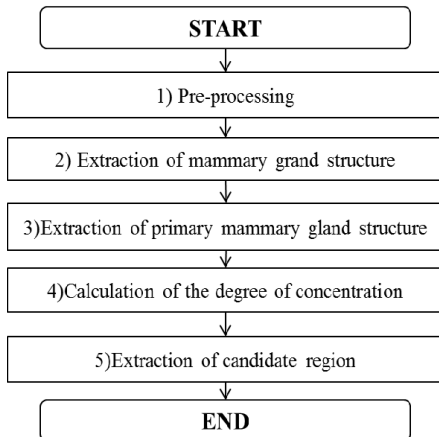 START
1) Pre-processing
2) Extraction of mammary grand structure
3)Extraction of primary mammary gland structure
4)Calculation of the degree of concentration
5)Extraction of candidate region
END